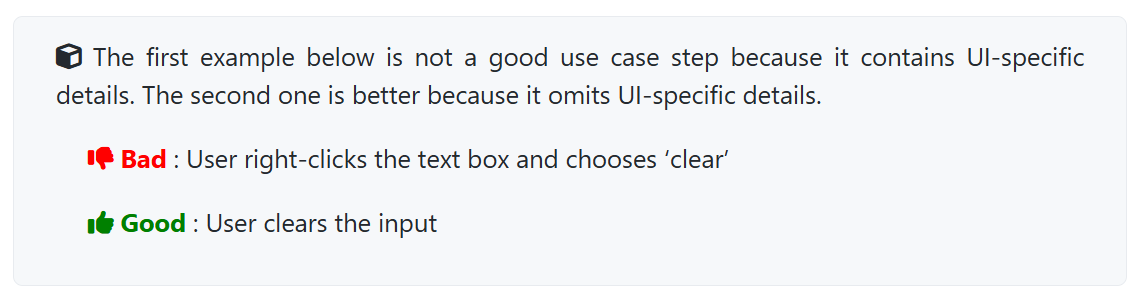 The first example below is not a good use case step because it contains UI-specific
details. The second one is better because it omits UI-specific details.
Bad : User right-clicks the text box and chooses ‘clear’
Good : User clears the input